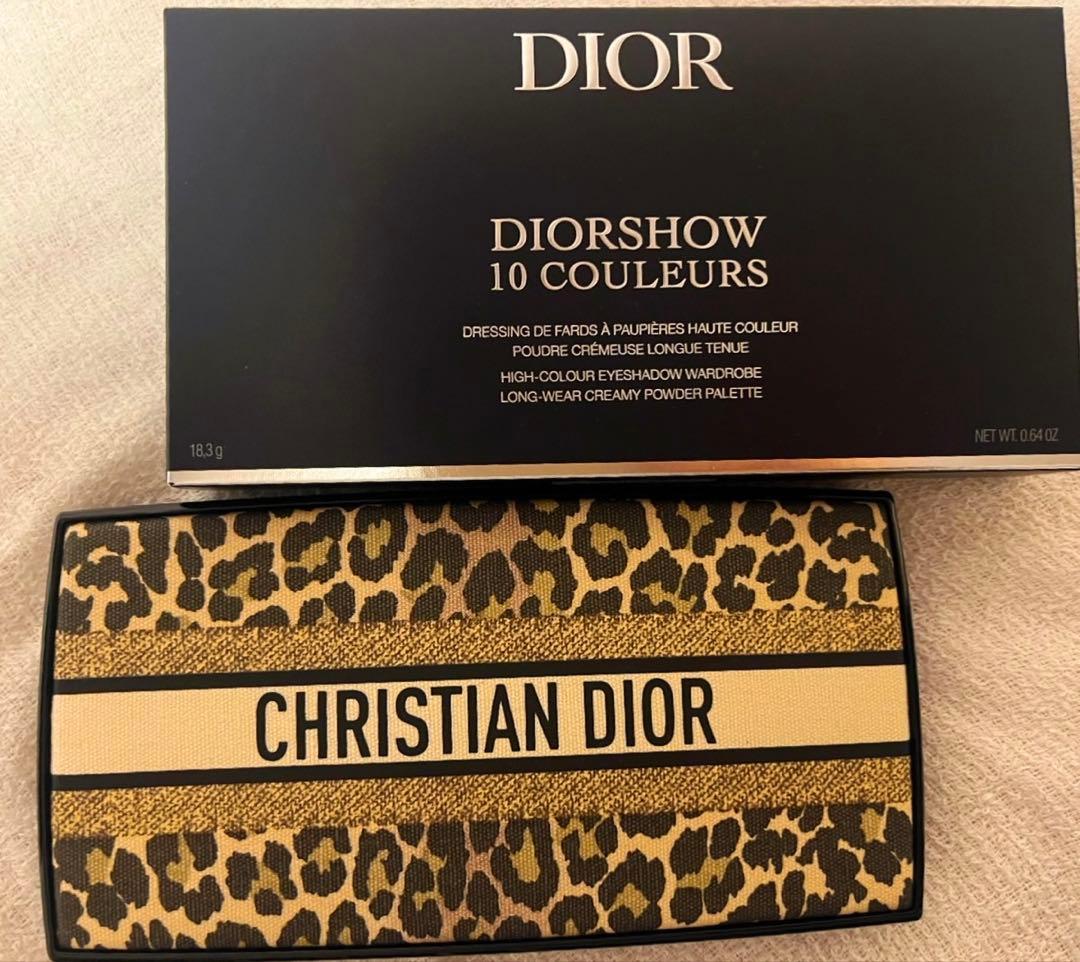 DIOR
DIORSHOW
10 COULEURS
DRESSING DE FARDS À PAUPIÈRES HAUTE COULEUR
POUDRE CRÉMEUSE LONGUE TENUE
HIGH-COLOUR EYESHADOW WARDROBE
LONG-WEAR CREAMY POWDER PALETTE
18,3 g
NET WT. 0.64 OZ
CHRISTIAN DIOR